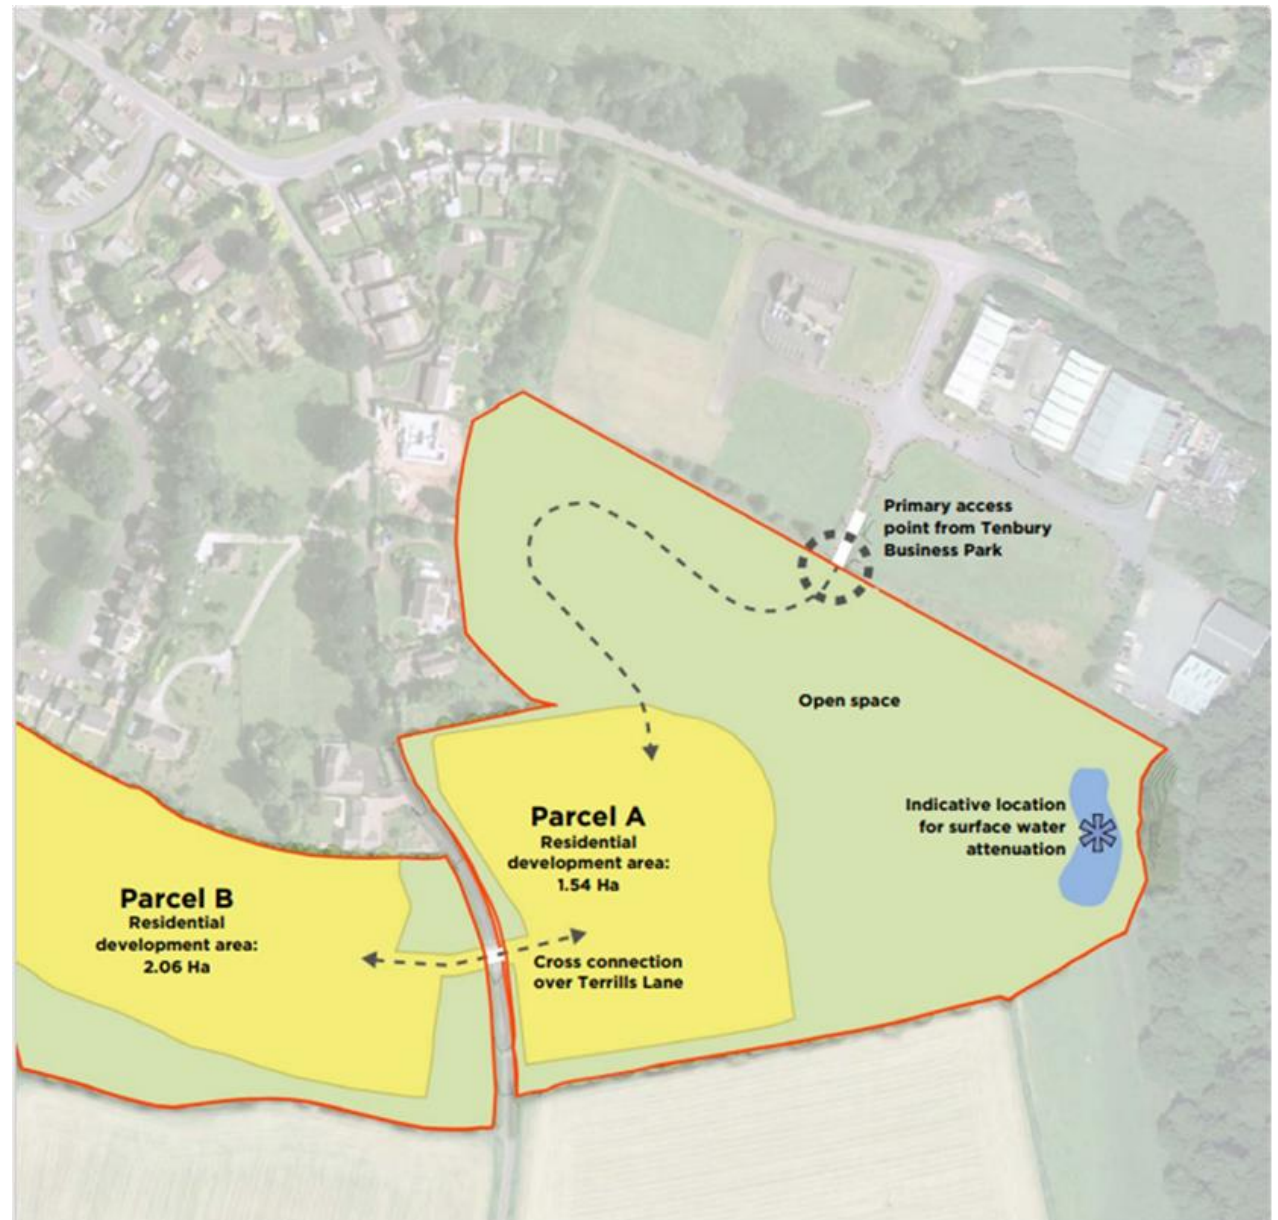 Primary access
point from Tenbury
Business Park
Open space
Indicative location
for surface water
attenuation
Parcel A
Residential
development area:
1.54 Ha
Parcel B
Residential
development area:
2.06 Ha
Cross connection
over Terrills Lane